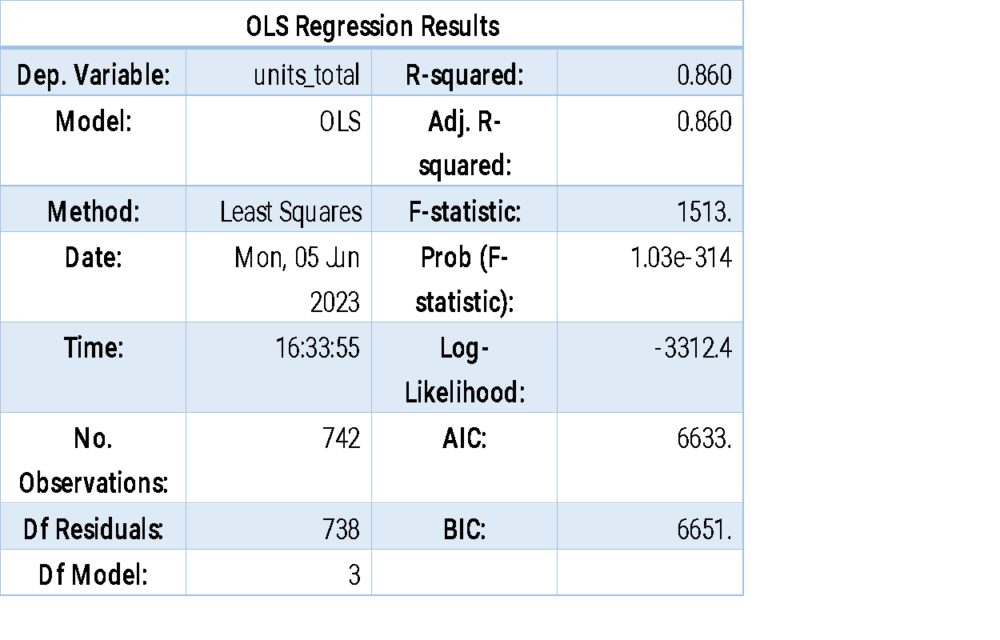 OLS Regression Results
Dep. Variable: units_total R-squared: 0.860
Model: OLS Adj. R- 0.860
squared:
Method: Least Squares F-statistic: 1513.
Date: Mon, 05 Jun Prob (F- 1.03e-314
2023 statistic):
Time: 16:33:55 Log- -3312.4
Likelihood:
No. 742 AIC: 6633.
Observations:
Df Residuals: 738 BIC: 6651.
Df Model: 3